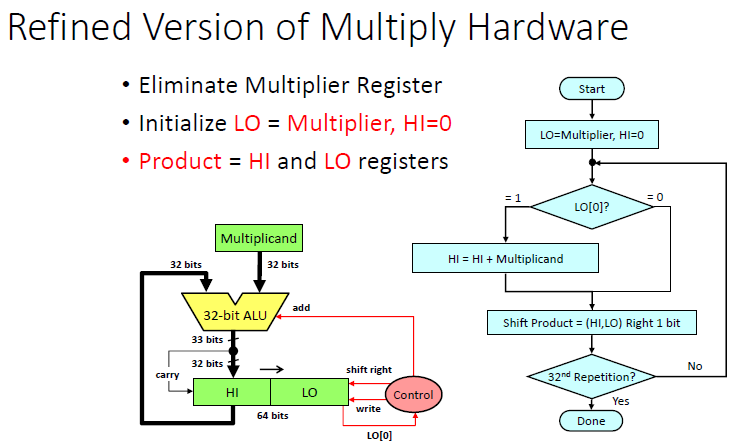 Refined Version of Multiply Hardware
• Eliminate Multiplier Register
• Initialize LO = Multiplier, HI=0
• Product = HI and LO registers
Multiplicand
32 bits
32 bits
32-bit ALU
add
33 bits
32 bits
carry
HI
LO
64 bits
shift right
write
Control
LO[0]
Start
LO=Multiplier, HI=0
LO[0]?
= 1
= 0
HI = HI + Multiplicand
Shift Product = (HI,LO) Right 1 bit
32nd Repetition?
No
Yes
Done